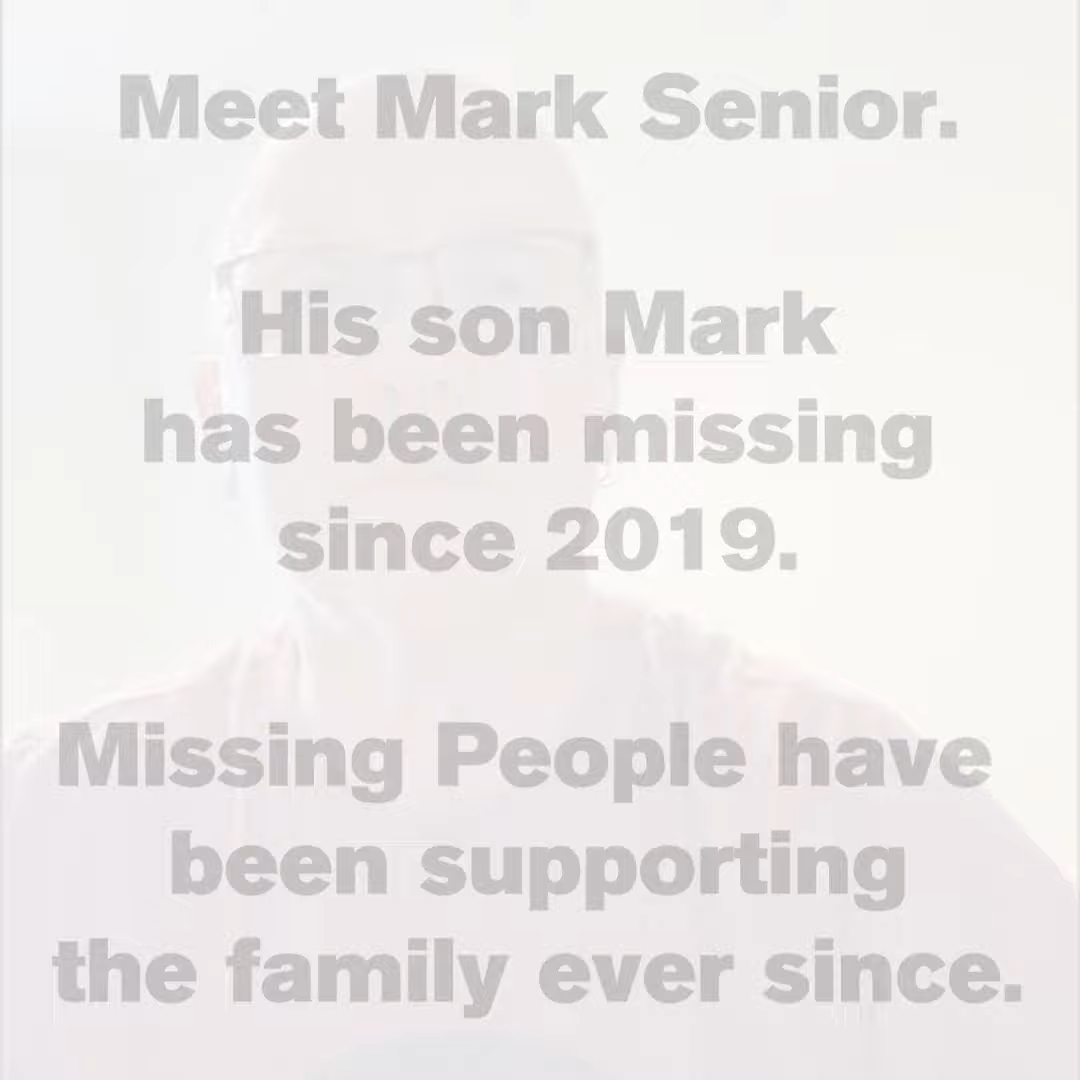 Meet Mark Senior.
His son Mark
has been missing
since 2019.
Missing People have
been supporting
the family ever since.